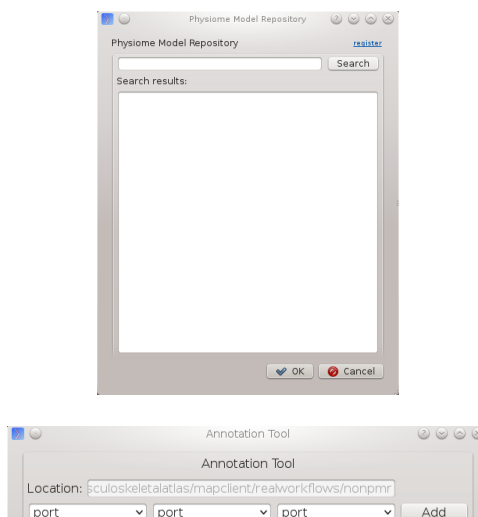 Physiome Model Repository
Physiome Model Repository register
Search
Search results:
OK Cancel
Annotation Tool
Annotation Tool
Location: sculoskeletalatlas/mapclient/realworkflows/nonpmr
port port port Add